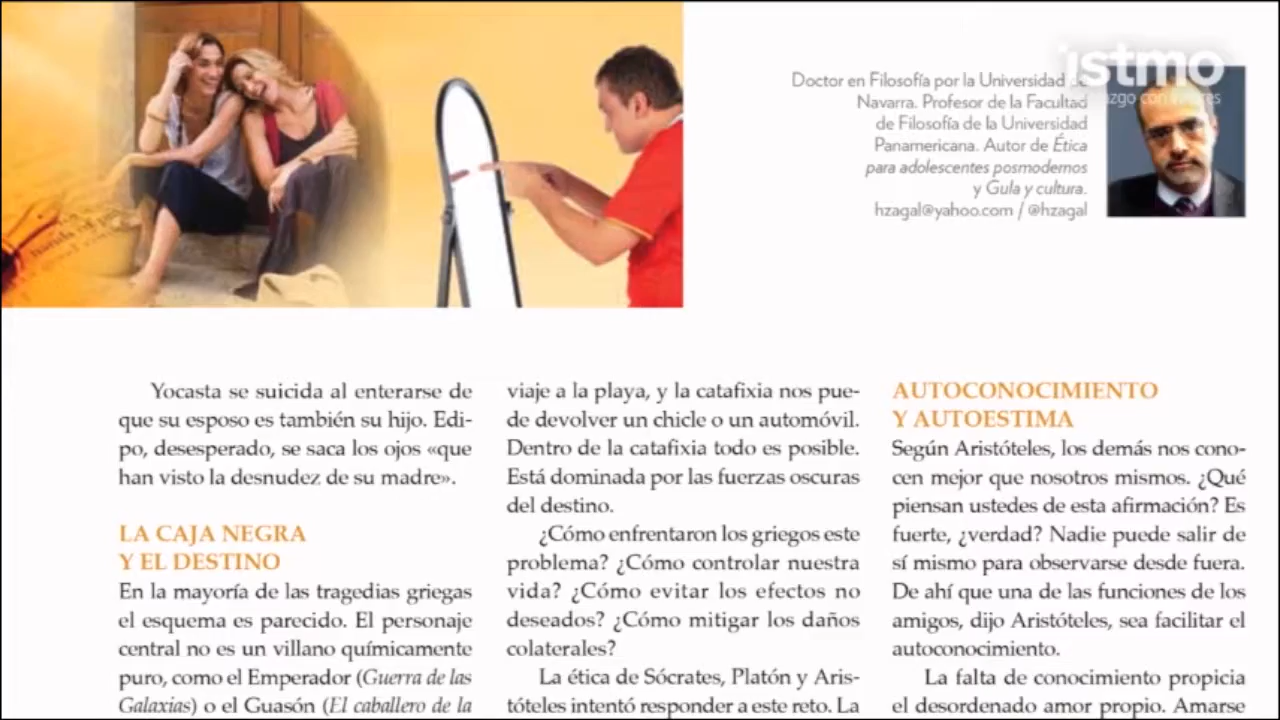 istmo
Doctor en Filosofía por la Universidad de
Navarra. Profesor de la Facultad
de Filosofía de la Universidad
Panamericana. Autor de Ética
para adolescentes posmodernos
y Gula y cultura.
hzagal@yahoo.com / @hzagal
Yocasta se suicida al enterarse de
que su esposo es también su hijo. Edi-
po, desesperado, se saca los ojos «que
han visto la desnudez de su madre».
LA CAJA NEGRA
Y EL DESTINO
En la mayoría de las tragedias griegas
el esquema es parecido. El personaje
central no es un villano químicamente
puro, como el Emperador (Guerra de las
Galaxias) o el Guasón (El caballero de la
viaje a la playa, y la catafixia nos pue-
de devolver un chicle o un automóvil.
Dentro de la catafixia todo es posible.
Está dominada por las fuerzas oscuras
del destino.
¿Cómo enfrentaron los griegos este
problema? ¿Cómo controlar nuestra
vida? ¿Cómo evitar los efectos no
deseados? ¿Cómo mitigar los daños
colaterales?
La ética de Sócrates, Platón y Aris-
tóteles intentó responder a este reto. La
AUTOCONOCIMIENTO
Y AUTOESTIMA
Según Aristóteles, los demás nos cono-
cen mejor que nosotros mismos. ¿Qué
piensan ustedes de esta afirmación? Es
fuerte, ¿verdad? Nadie puede salir de
sí mismo para observarse desde fuera.
De ahí que una de las funciones de los
amigos, dijo Aristóteles, sea facilitar el
autoconocimiento.
La falta de conocimiento propicia
el desordenado amor propio. Amarse